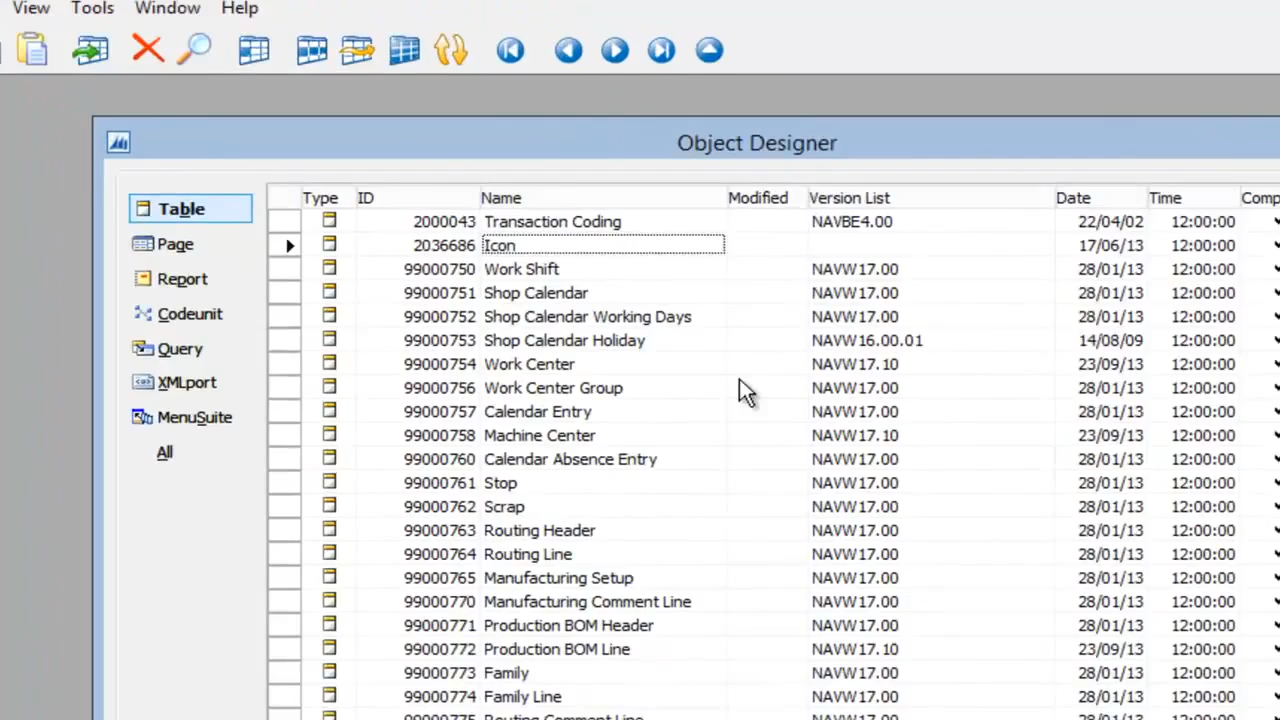 View Tools Window Help
Object Designer
Table
Page
Report
Codeunit
Query
XMLport
MenuSuite
All
Type ID Name Modified Version List Date Time Comp
2000043 Transaction Coding NAVBE4.00 22/04/02 12:00:00
2036686 Icon 17/06/13 12:00:00
99000750 Work Shift NAVW17.00 28/01/13 12:00:00
99000751 Shop Calendar NAVW17.00 28/01/13 12:00:00
99000752 Shop Calendar Working Days NAVW17.00 28/01/13 12:00:00
99000753 Shop Calendar Holiday NAVW16.00.01 14/08/09 12:00:00
99000754 Work Center NAVW17.10 23/09/13 12:00:00
99000756 Work Center Group NAVW17.00 28/01/13 12:00:00
99000757 Calendar Entry NAVW17.00 28/01/13 12:00:00
99000758 Machine Center NAVW17.10 23/09/13 12:00:00
99000760 Calendar Absence Entry NAVW17.00 28/01/13 12:00:00
99000761 Stop NAVW17.00 28/01/13 12:00:00
99000762 Scrap NAVW17.00 28/01/13 12:00:00
99000763 Routing Header NAVW17.00 28/01/13 12:00:00
99000764 Routing Line NAVW17.00 28/01/13 12:00:00
99000765 Manufacturing Setup NAVW17.00 28/01/13 12:00:00
99000770 Manufacturing Comment Line NAVW17.00 28/01/13 12:00:00
99000771 Production BOM Header NAVW17.00 28/01/13 12:00:00
99000772 Production BOM Line NAVW17.10 23/09/13 12:00:00
99000773 Family NAVW17.00 28/01/13 12:00:00
99000774 Family Line NAVW17.00 28/01/13 12:00:00
99000775 Routing Comment Line NAVW17.00 28/01/13 12:00:00